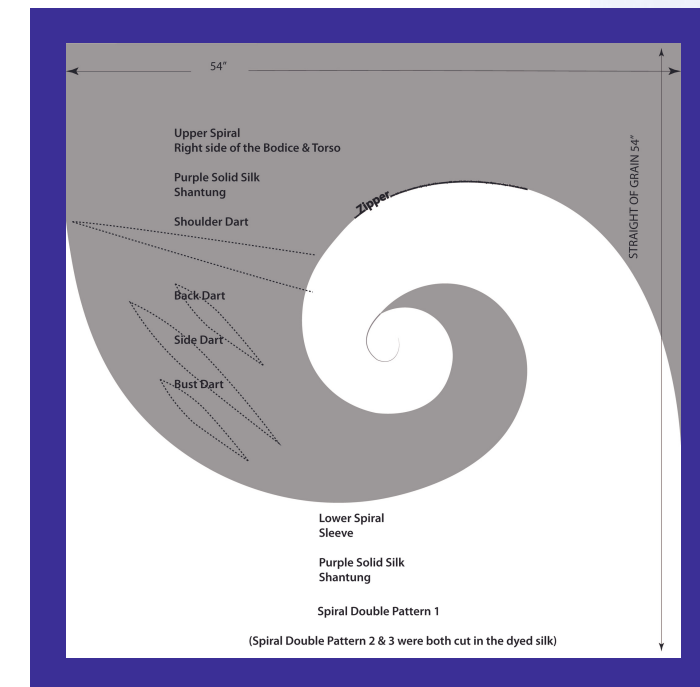 54"
Upper Spiral
Right side of the Bodice & Torso
Purple Solid Silk
Shantung
Zipper
Shoulder Dart
STRAIGHT OF GRAIN 54"
Back Dart
Side Dart
Bust Dart
Lower Spiral
Sleeve
Purple Solid Silk
Shantung
Spiral Double Pattern 1
(Spiral Double Pattern 2 & 3 were both cut in the dyed silk)